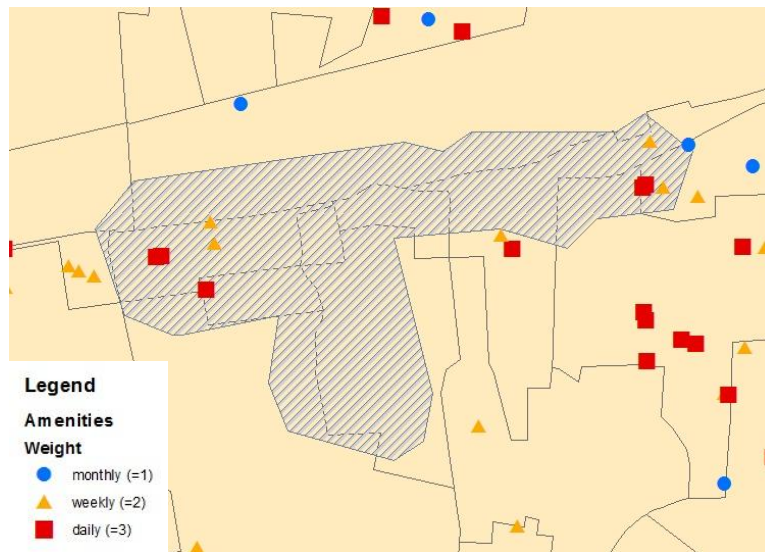 Legend
Amenities
Weight
monthly (=1)
weekly (=2)
daily (=3)